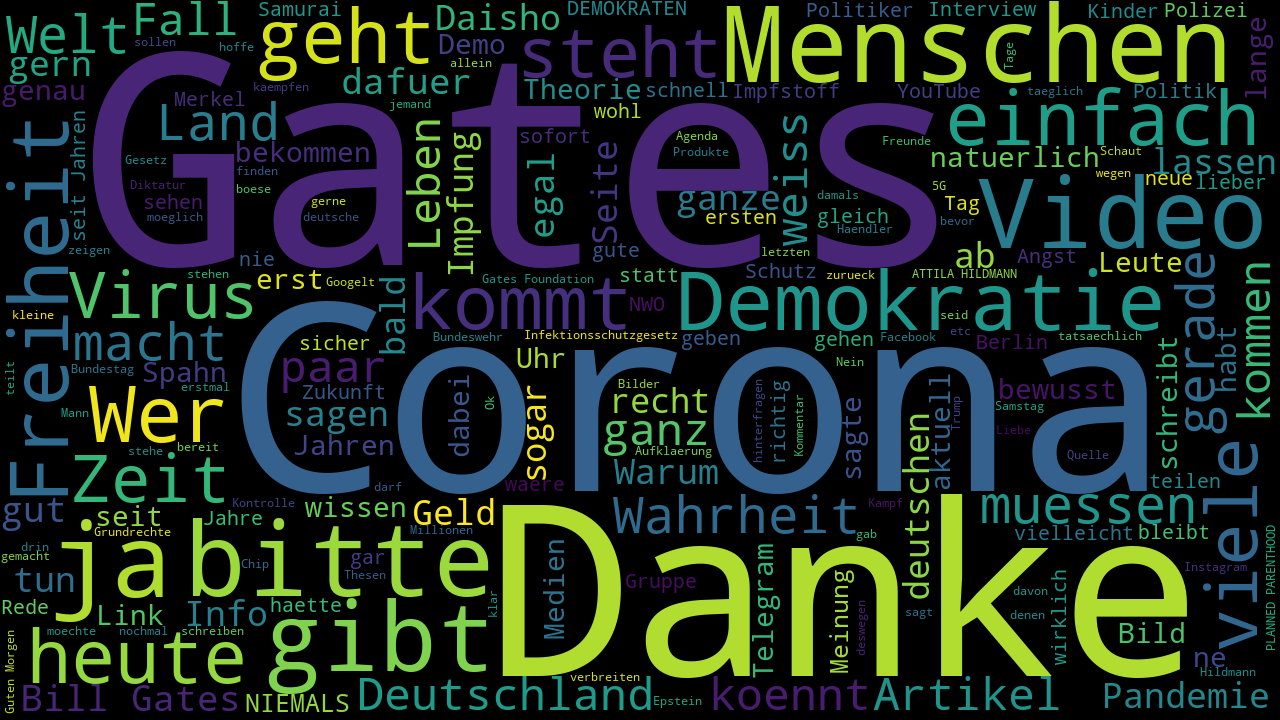 Welt
Fall
Samurai
geht
Daisho
DEMOKRATEN
steht
Menschen
Politiker
Interview
Kinder
Polizei
lange
sollen
hoffe
gern
Demo
allein
Tage
genau
Merkel
kaempfen
dafuer
jemand
Theorie
schnell
Impfstoff
YouTube
taeglich
Politik
Gates
Land
wohl
einfach
Freiheit
seit Jahren
Gesetz
bekommen
finden
Leben
Impfung
sofort
egal
Seite
Agenda
Produkte
weiss
Freunde
natuerlich
Schaut
wegen
lassen
Diktatur
boese
sehen
moeglich
gerne
deutsche
ganze
ersten
damals
gleich
Haendler
5G
Tag
bevor
neue
lieber
Video
zeigen
nie
gute
letzten
ab
Angst
Leute
gerade
kommen
Virus
stehen
erst
Googelt
bald
Gates Foundation
statt
Schutz
zurueck
ATTILA HILDMANN
kleine
kommt
NWO
Demokratie
seid
etc
tatsaechlich
macht
sicher
Bundeswehr
Infektionsschutzgesetz
geben
gehen
Facebook
Berlin
habt
teilt
Bundestag
Spahn
erstmal
paar
Uhr
Nein
Corona
Wer
Zukunft
sagen
dabei
Ok
sogar
Bilder
recht
hinterfragen
richtig
Kommentar
sagte
aktuell
Trump
bewusst
Samstag
Liebe
schreibt
Mann
stehe
bereit
Jahren
ganz
Aufklaerung
deutschen
Quelle
Zeit
darf
waere
Warum
teilen
viele
gut
seit
Kontrolle
Jahre
wissen
Geld
Wahrheit
Kampf
muessen
Grundrechte
Millionen
gab
vielleicht
bleibt
drin
gemacht
ja
bitte
Chip
gar
Thesen
Danke
Medien
Gruppe
Telegram
Meinung
deswegen
Instagram
PLANNED PARENTHOOD
tun
Rede
Link
Info
haette
klar
sagt
davon
denen
wirklich
Bild
moechte
nochmal
schreiben
gibt
heute
Guten Morgen
verbreiten
ne
Hildmann
Bill Gates
NIEMALS
Deutschland
Epstein
koennt
Artikel
Pandemie